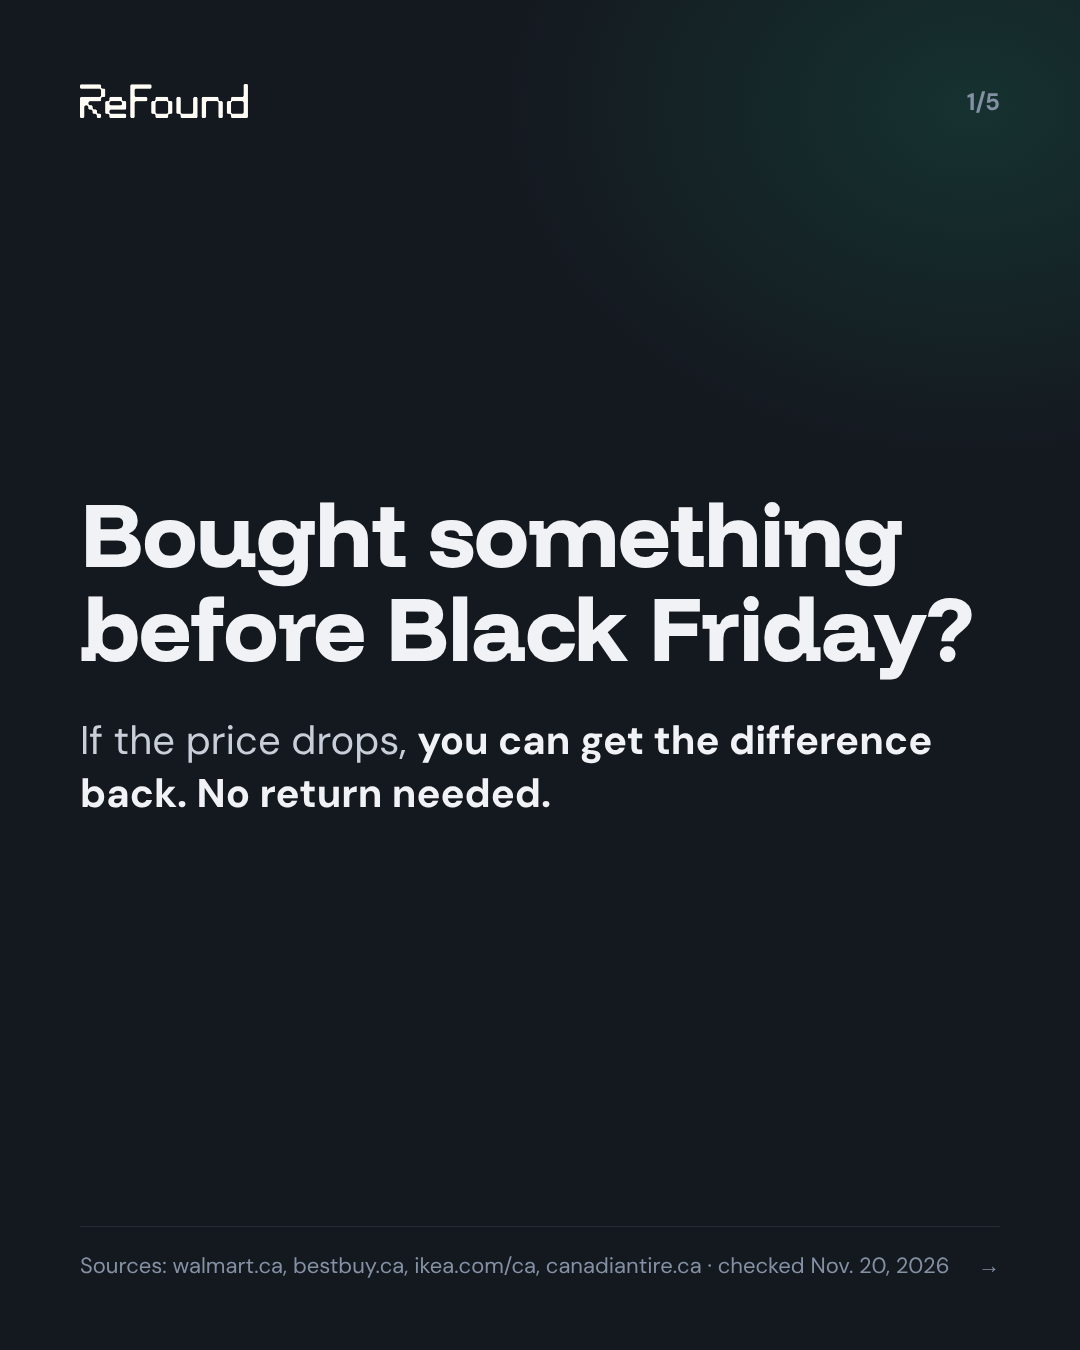 ReFound
1/5
Bought something
before Black Friday?
If the price drops, you can get the difference
back. No return needed.
Sources: walmart.ca, bestbuy.ca, ikea.com/ca, canadiantire.ca · checked Nov. 20, 2026 →